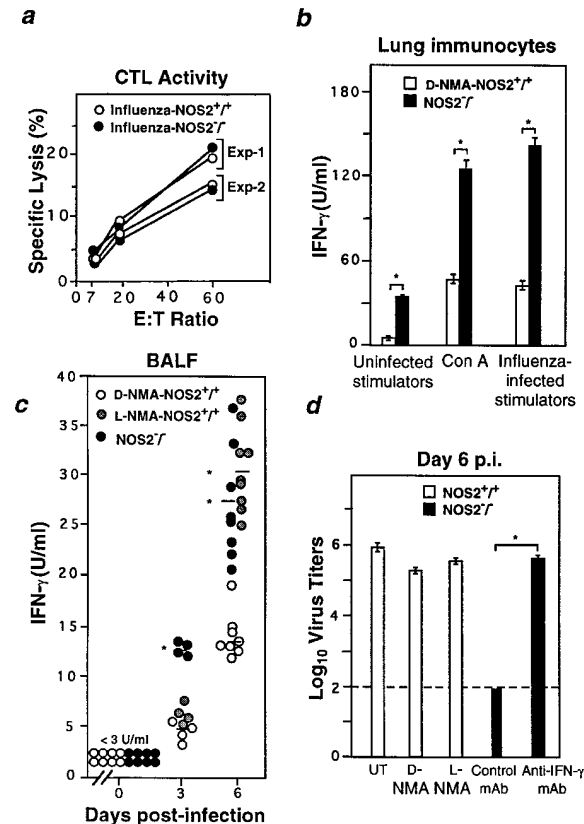 a
CTL Activity
Influenza-NOS2+/+
Influenza-NOS2-/-
Exp-1
Exp-2
Specific Lysis (%)
20
10
0
0 7 20 40 60
E:T Ratio
b
Lung immunocytes
D-NMA-NOS2+/+
NOS2-/-
IFN-γ (U/ml)
180
120
60
0
* * *
Uninfected stimulators
Con A
Influenza-infected stimulators
c
BALF
D-NMA-NOS2+/+
L-NMA-NOS2+/+
NOS2-/-
IFN-γ (U/ml)
40
35
30
25
20
15
10
5
0
*
*
*
< 3 U/ml
0 3 6
Days post-infection
d
Day 6 p.i.
NOS2+/+
NOS2-/-
*
Log10 Virus Titers
8
6
4
2
0
UT
D-NMA
L-NMA
Control mAb
Anti-IFN-γ mAb